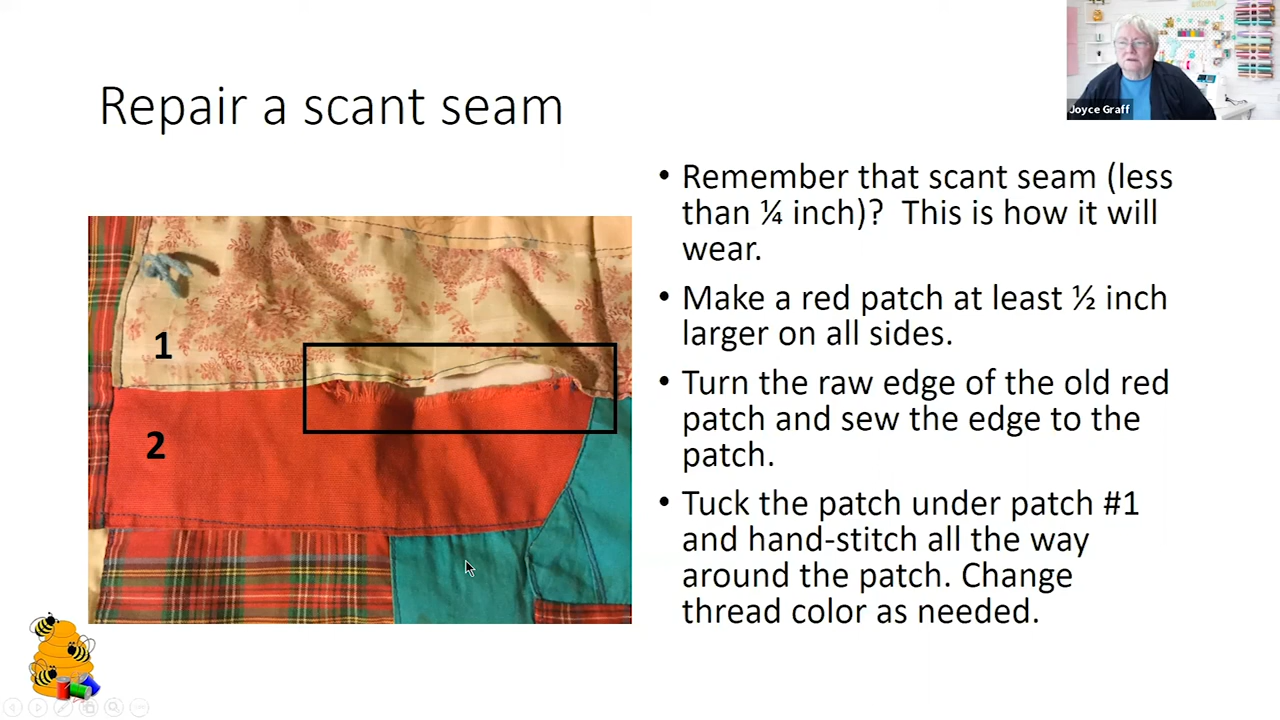 Joyce Graff
Repair a scant seam
1
2
• Remember that scant seam (less
than ¼ inch)?  This is how it will
wear.
• Make a red patch at least ½ inch
larger on all sides.
• Turn the raw edge of the old red
patch and sew the edge to the
patch.
• Tuck the patch under patch #1
and hand-stitch all the way
around the patch. Change
thread color as needed.